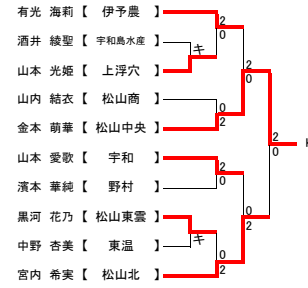 有光 海莉【 伊予農 】
2
0
酒井 綾聖【 宇和島水産 】
キ
山本 光姫【 上浮穴 】
2
0
山内 結衣【 松山商 】
0
2
金本 萌華【 松山中央 】
2
0
山本 愛歌【 宇和 】
2
0
濱本 華純【 野村 】
0
2
黒河 花乃【 松山東雲 】
キ
中野 杏美【 東温 】
0
2
宮内 希実【 松山北 】